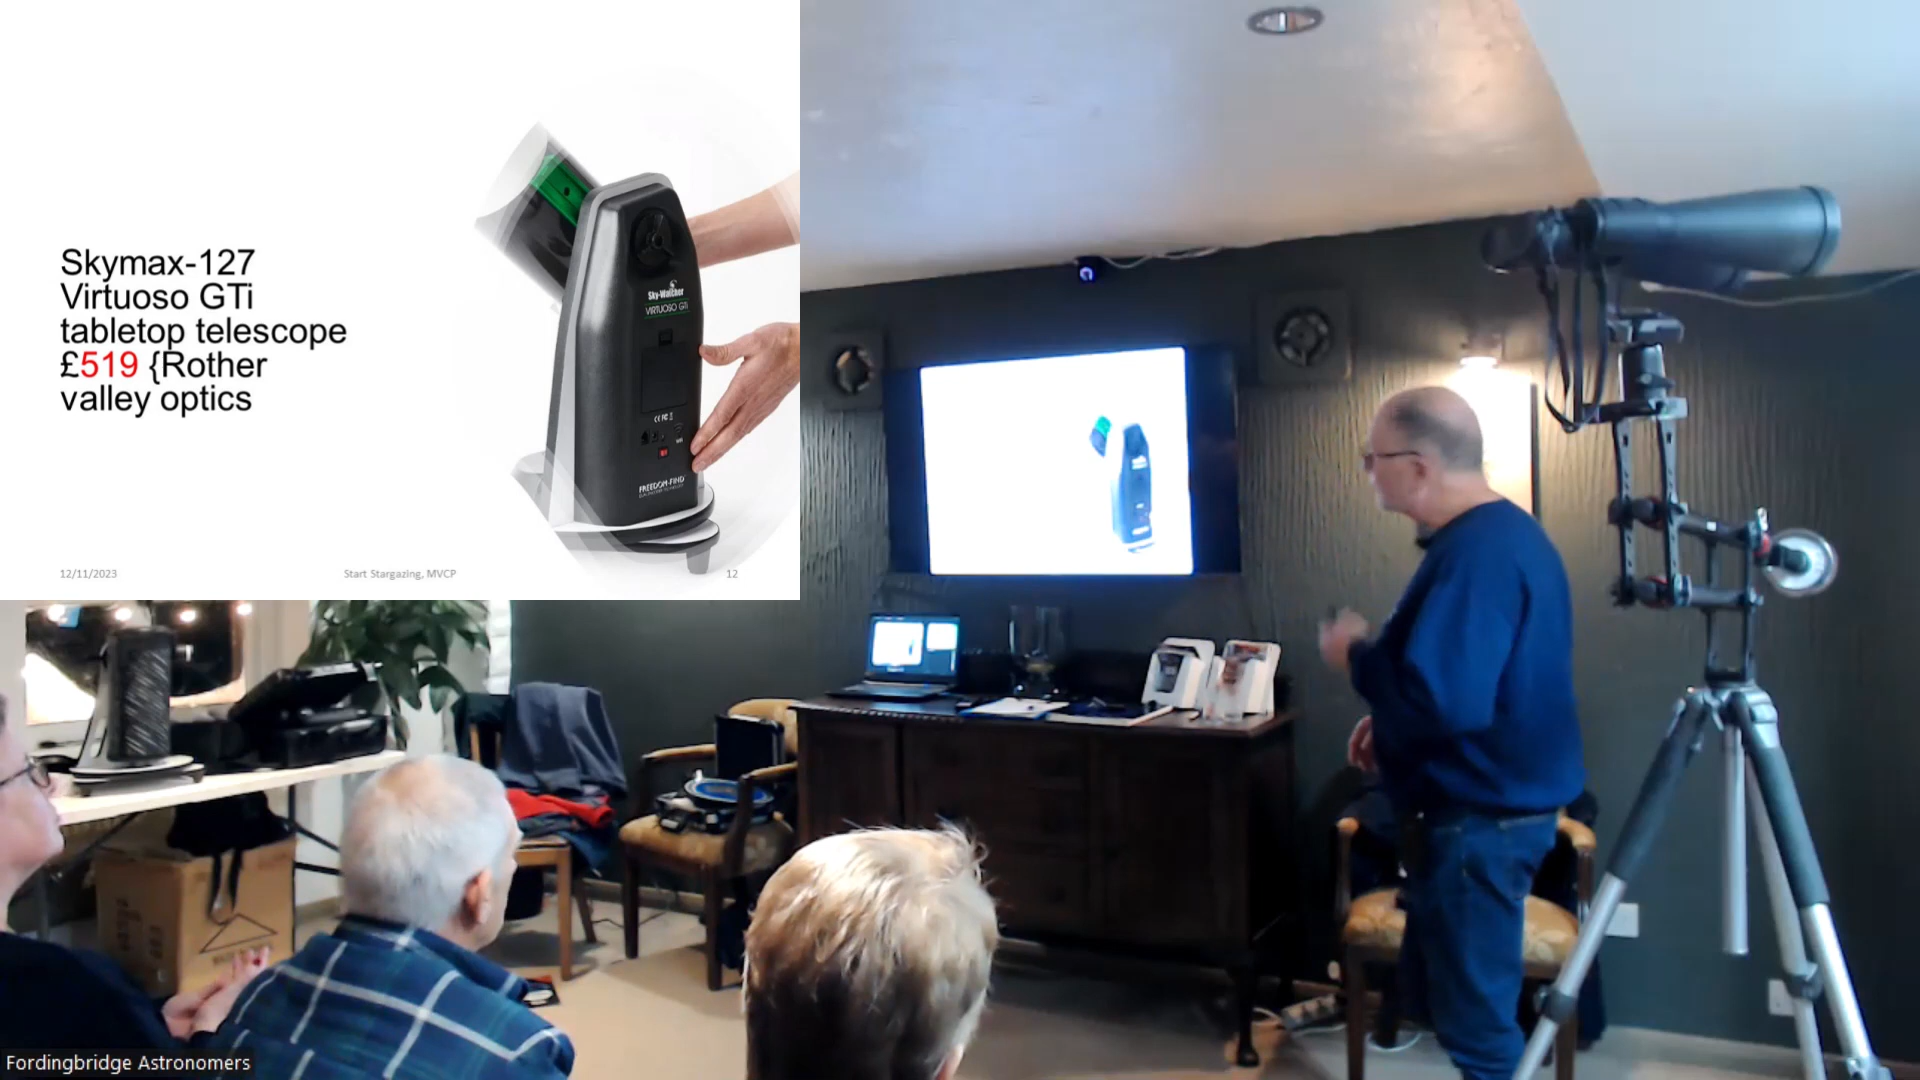 Skymax-127
Virtuoso GTi
tabletop telescope
£519 {Rother
valley optics
Sky-Watcher
VIRTUOSO GTi
FREEDOM-FIND
12/11/2023
Start Stargazing, MVCP
12
Fordingbridge Astronomers